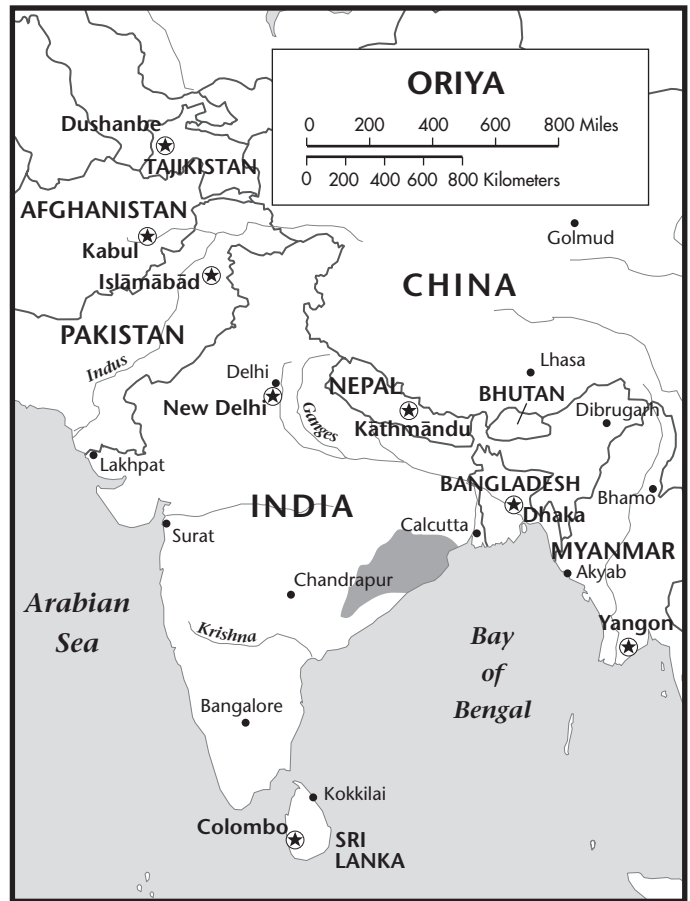 ORIYA
0 200 400 600 800 Miles
0 200 400 600 800 Kilometers
Dushanbe
TAJIKISTAN
AFGHANISTAN
Kabul
Golmud
Islāmābād
CHINA
PAKISTAN
Indus
Delhi
Lhasa
NEPAL
BHUTAN
New Delhi
Ganges
Dibrugarh
Kāthmāndu
Lakhpat
BANGLADESH
INDIA
Bhamo
Dhaka
Surat
Calcutta
MYANMAR
Chandrapur
Akyab
Arabian
Sea
Krishna
Yangon
Bay
of
Bengal
Bangalore
Kokkilai
Colombo
SRI
LANKA